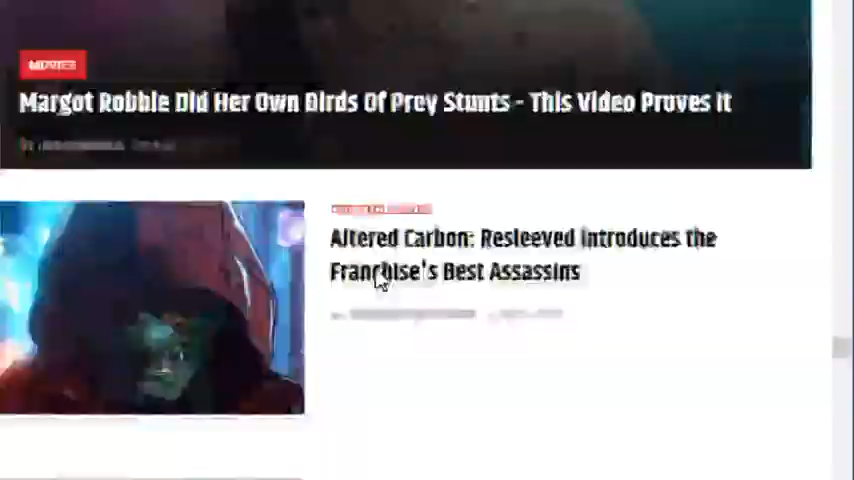 MOVIES
Margot Robbie Did Her Own Birds Of Prey Stunts - This Video Proves It
Altered Carbon: Resleeved Introduces the
Franchise's Best Assassins